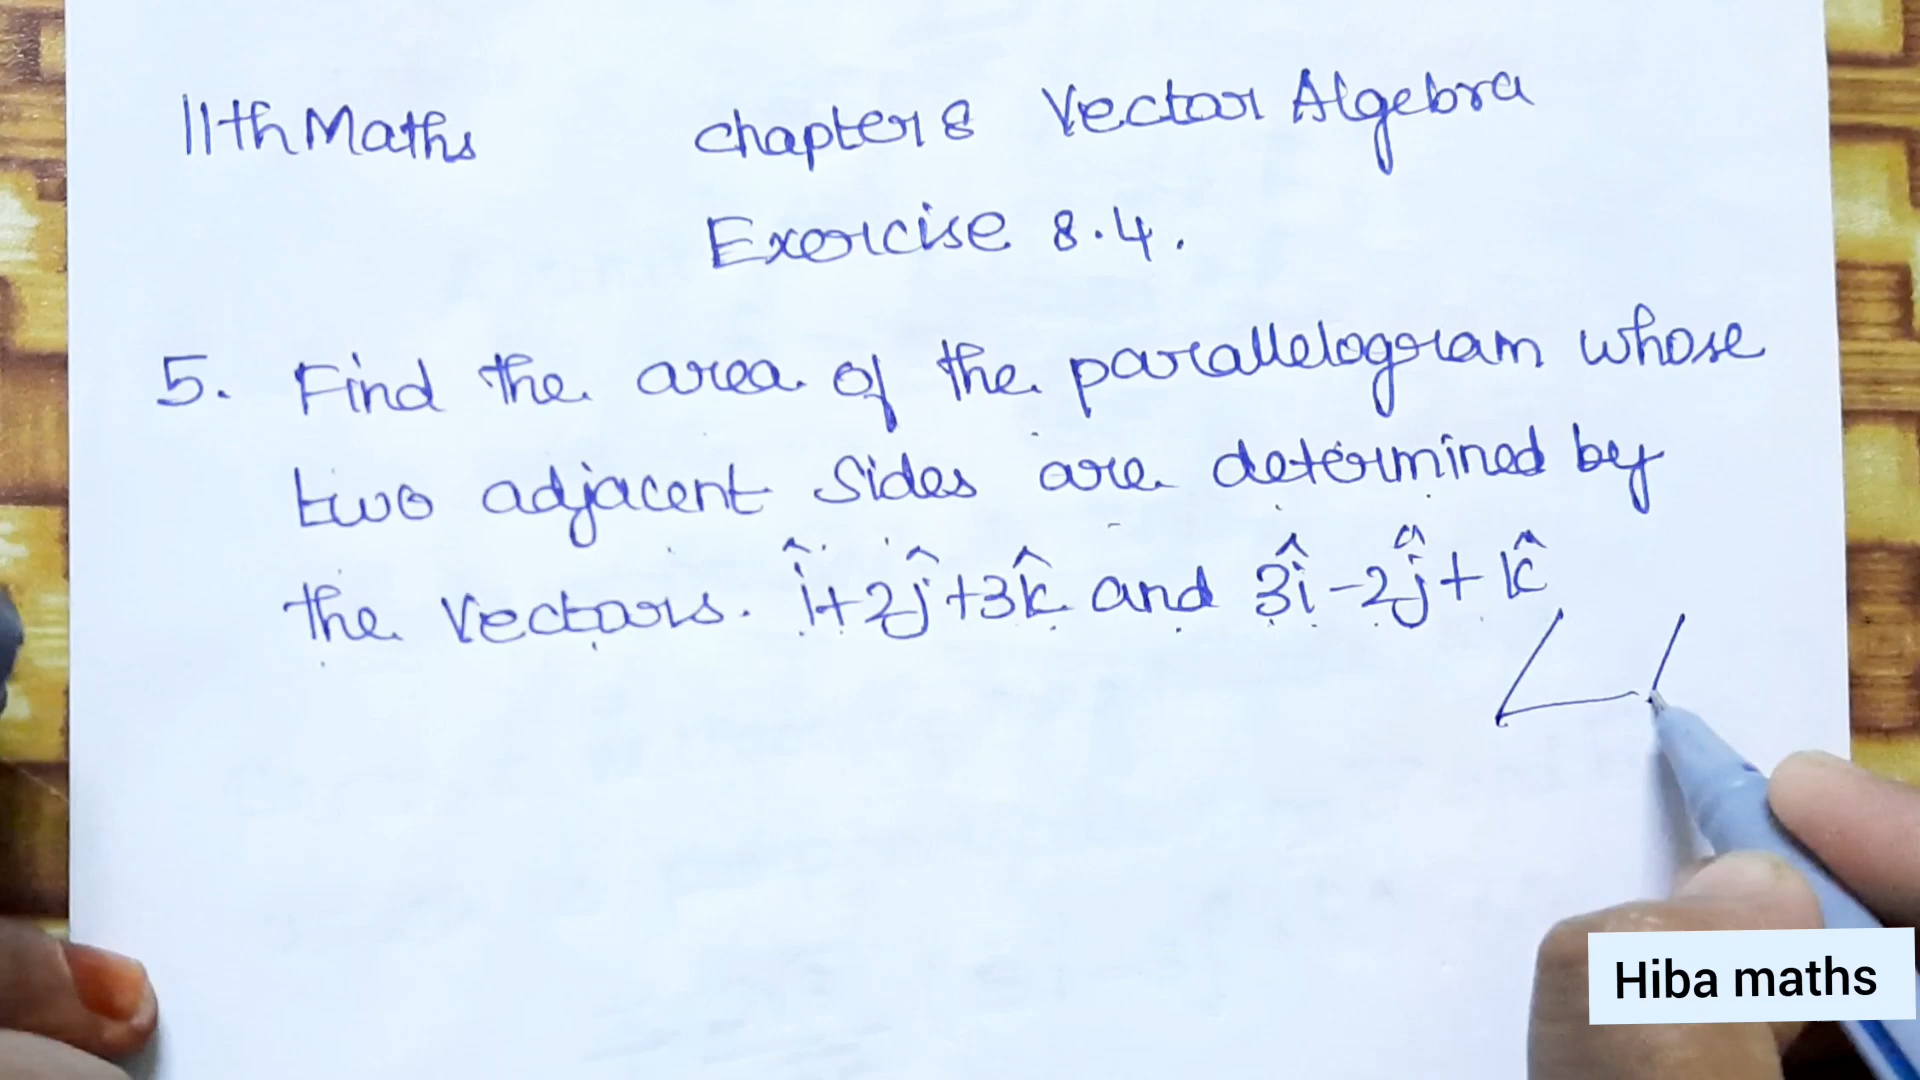 11th Maths chapter 8 Vector Algebra
Exercise 8.4.
5. Find the area of the parallelogram whose
two adjacent sides are determined by
the vectors. î+2ĵ+3k̂ and 3î-2ĵ+k̂
Hiba maths